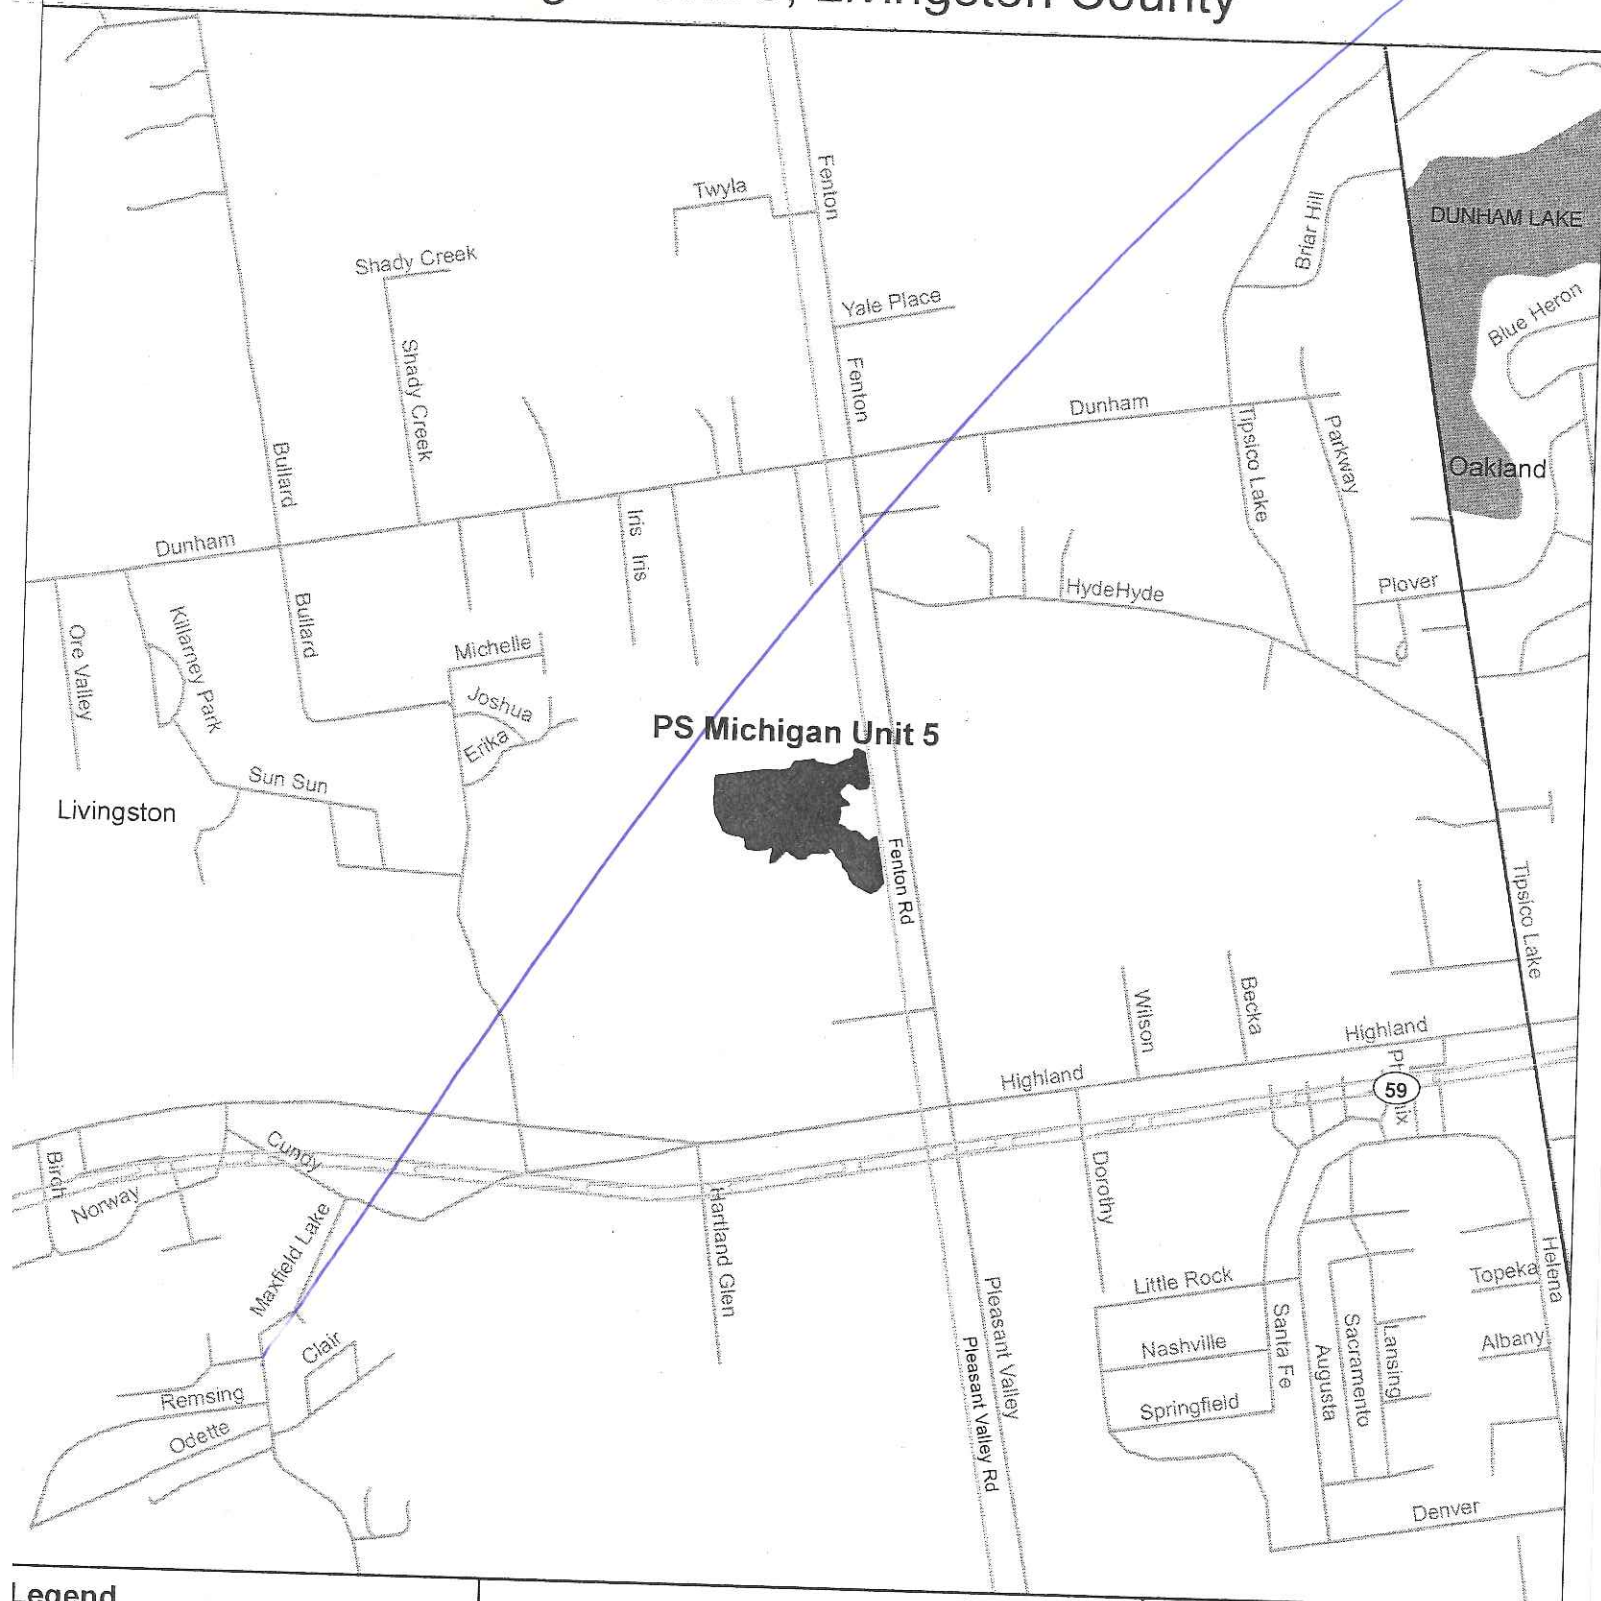 Livingston County
Fenton
Twyla
DUNHAM LAKE
Briar Hill
Shady Creek
Yale Place
Blue Heron
Shady Creek
Fenton
Dunham
Tipsico Lake
Parkway
Bullard
Oakland
Iris Iris
Dunham
HydeHyde
Plover
Killarney Park
Bullard
Ore Valley
Michelle
Joshua
PS Michigan Unit 5
Erika
Sun Sun
Livingston
Fenton Rd
Tipsico Lake
Wilson
Becka
Highland
Highland
59
Cundy
Birch
Norway
Dorothy
Hartland Glen
Maxfield Lake
Helena
Topeka
Little Rock
Pleasant Valley
Santa Fe
Sacramento
Lansing
Albany
Nashville
Clair
Augusta
Pleasant Valley Rd
Remsing
Springfield
Odette
Denver
Legend